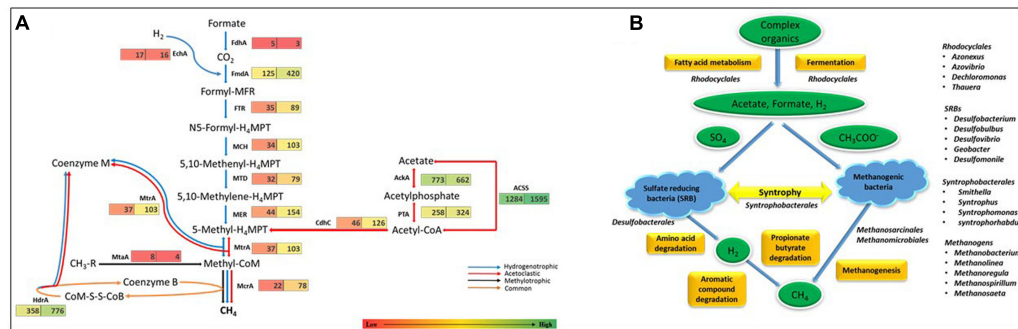 A
Formate
H2
FdhA
5 3
17 16
EchA
CO2
FmdA
125 420
Formyl-MFR
FTR
35 89
N5-Formyl-H4MPT
MCH
34 103
5,10-Methenyl-H4MPT
MTD
32 79
5,10-Methylene-H4MPT
MER
44 154
5-Methyl-H4MPT
Coenzyme M
MtrA
37 103
MtrA
37 103
CH3-R
MtaA
8 4
Methyl-CoM
McrA
22 78
CH4
Coenzyme B
HdrA
CoM-S-S-CoB
358 776
Acetate
AckA
773 662
ACSS
1284 1595
Acetylphosphate
PTA
258 324
CdhC
46 126
Acetyl-CoA
Hydrogenotrophic
Acetoclastic
Methylotrophic
Common
Low
High
B
Complex
organics
Fatty acid metabolism
Fermentation
Rhodocyclales
Rhodocyclales
Acetate, Formate, H2
SO4
CH3COO-
Sulfate reducing
bacteria (SRB)
Syntrophy
Syntrophobacterales
Methanogenic
bacteria
Desulfobacterales
Methanosarcinales
Methanomicrobiales
Amino acid
degradation
H2
Propionate
butyrate
degradation
Methanogenesis
Aromatic
compound
degradation
CH4
Rhodocyclales
• Azonexus
• Azovibrio
• Dechloromonas
• Thauera
SRBs
• Desulfobacterium
• Desulfobulbus
• Desulfovibrio
• Geobacter
• Desulfomonile
Syntrophobacterales
• Smithella
• Syntrophus
• Syntrophomonas
• syntrophorhabdu
Methanogens
• Methanobacterium
• Methanolinea
• Methanoregula
• Methanospirillum
• Methanosaeta